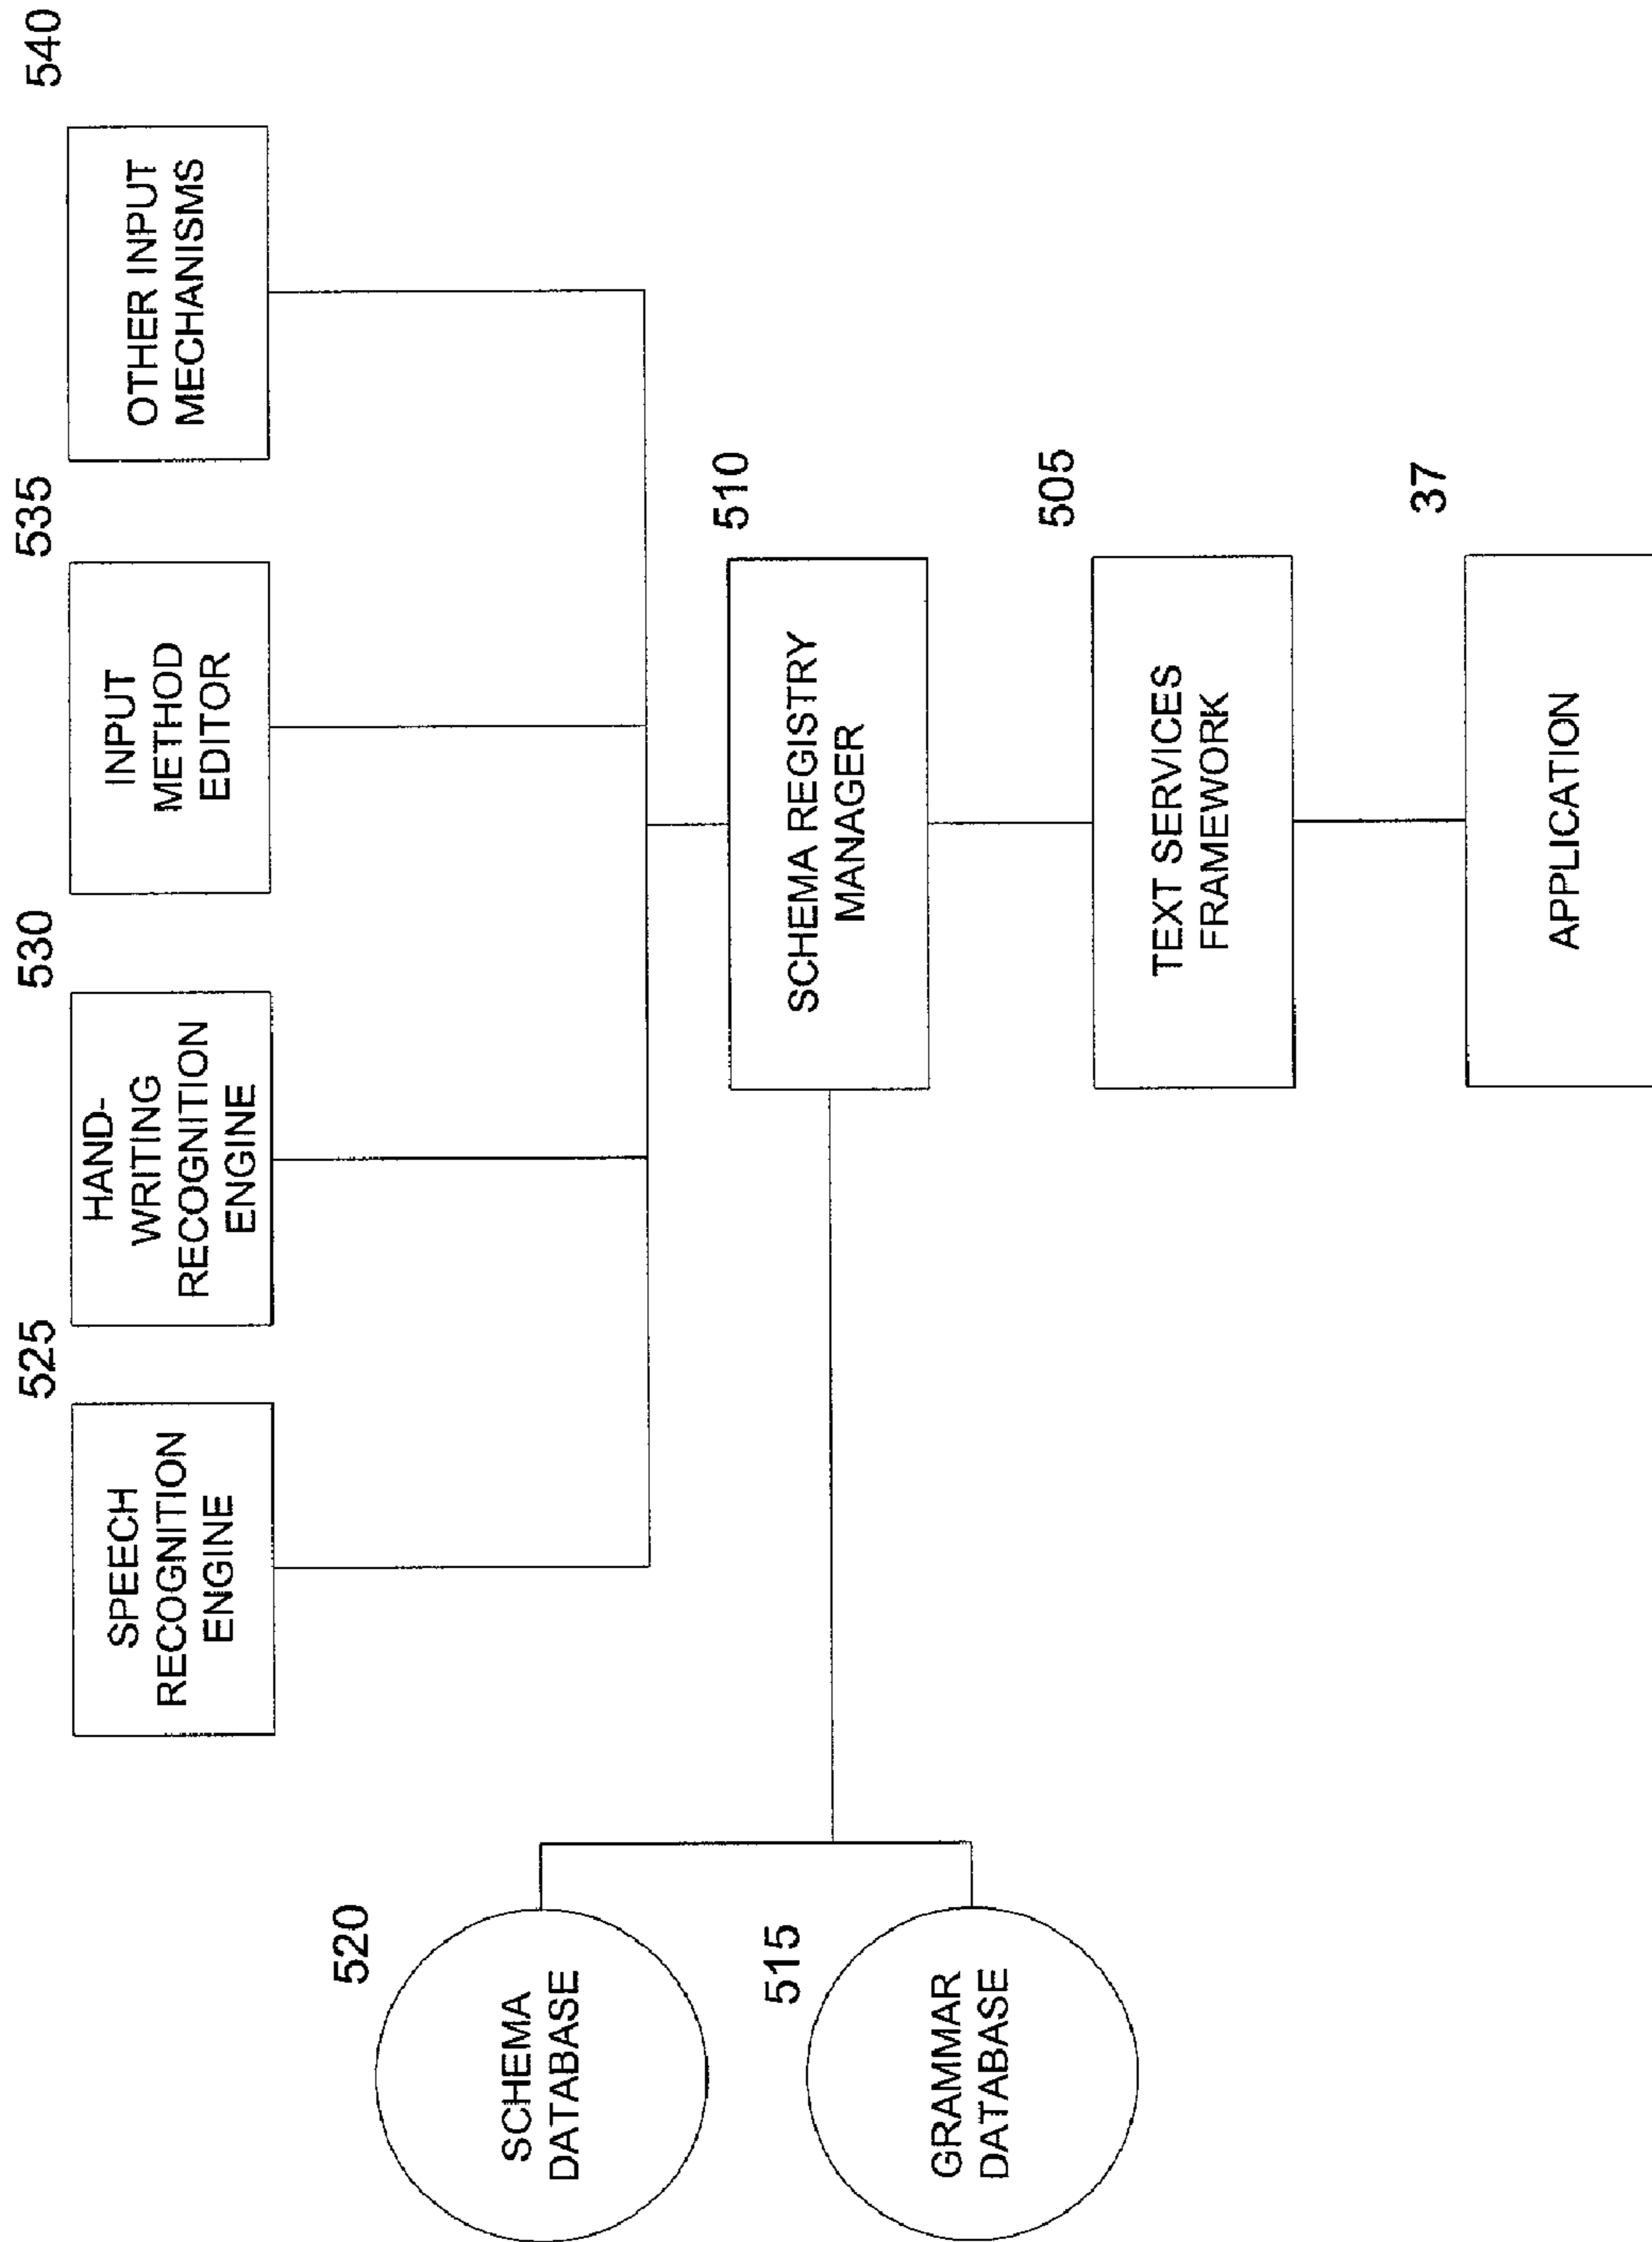 525
SPEECH
RECOGNITION
ENGINE
530
HAND-
WRITING
RECOGNITION
ENGINE
535
INPUT
METHOD
EDITOR
540
OTHER INPUT
MECHANISMS
520
SCHEMA
DATABASE
510
SCHEMA REGISTRY
MANAGER
515
GRAMMAR
DATABASE
505
TEXT SERVICES
FRAMEWORK
37
APPLICATION